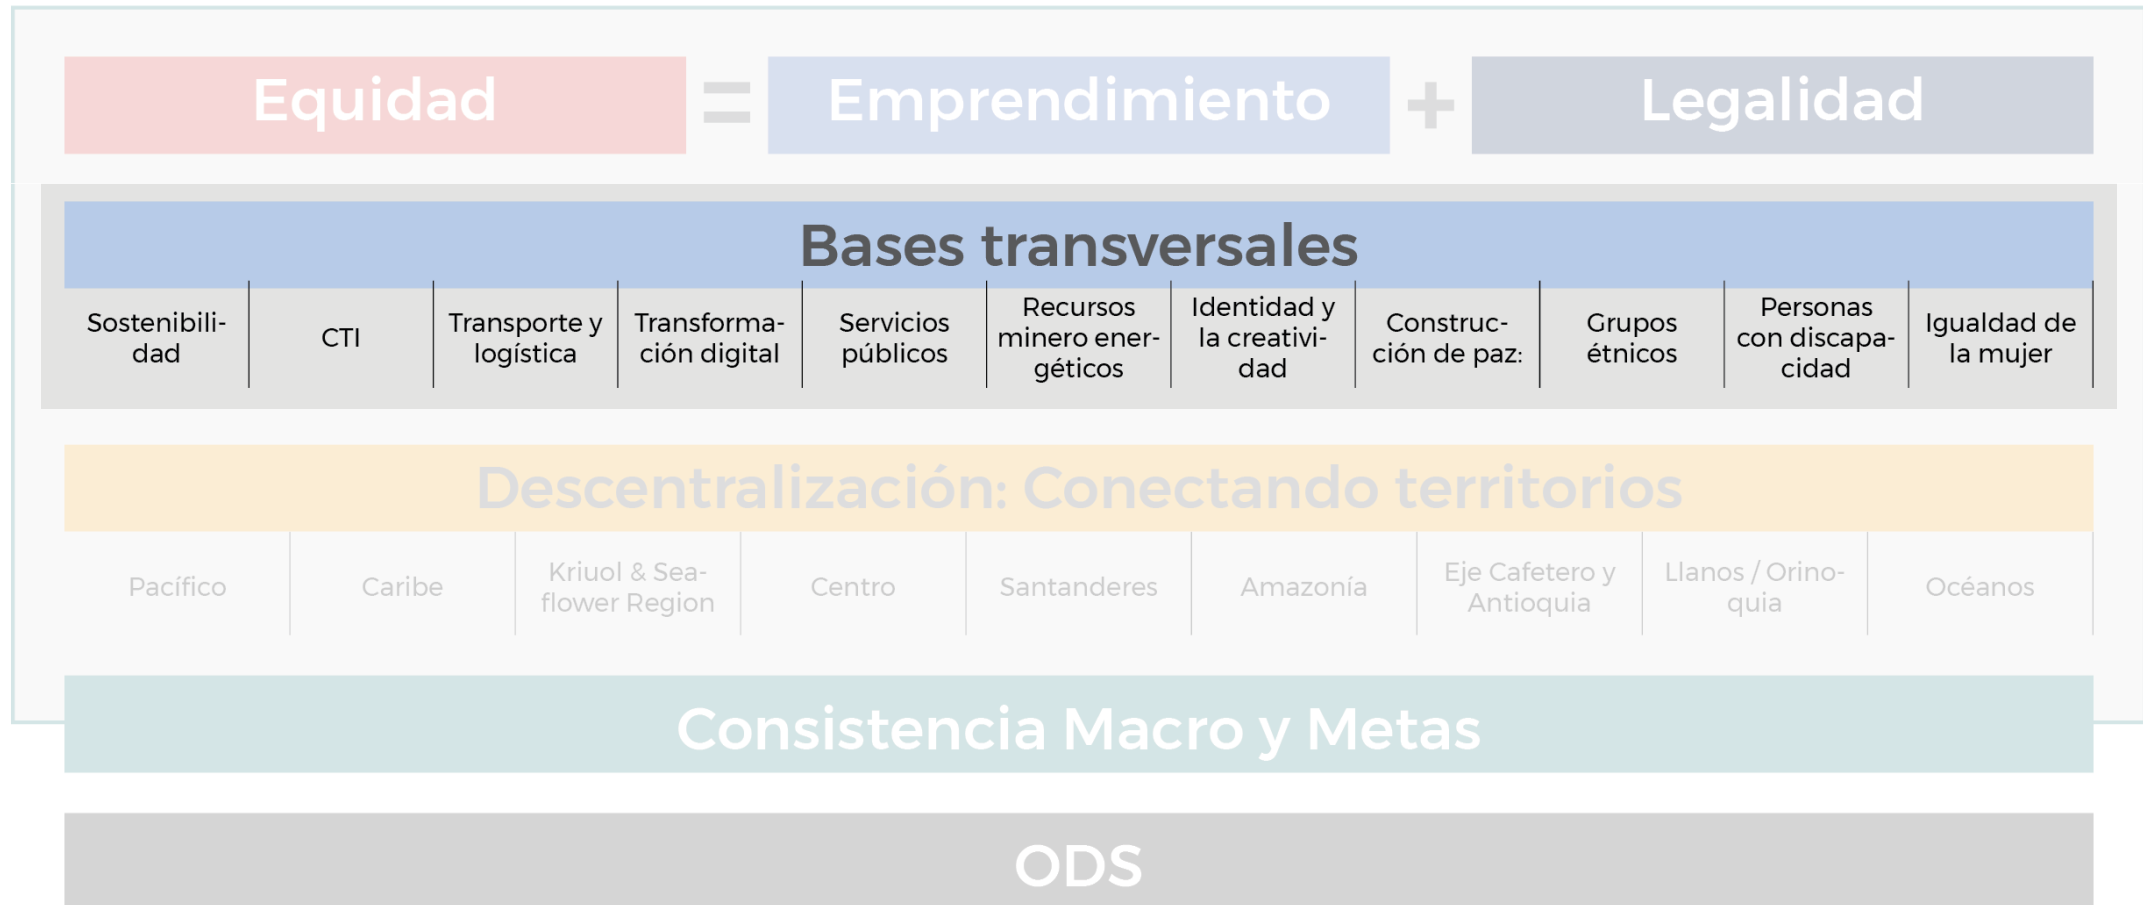 Equidad = Emprendimiento + Legalidad
Bases transversales
Sostenibili-
dad
CTI
Transporte y
logística
Transforma-
ción digital
Servicios
públicos
Recursos
minero ener-
géticos
Identidad y
la creativi-
dad
Construc-
ción de paz:
Grupos
étnicos
Personas
con discapa-
cidad
Igualdad de
la mujer
Descentralización: Conectando territorios
Pacífico
Caribe
Kriuol & Sea-
flower Region
Centro
Santanderes
Amazonía
Eje Cafetero y
Antioquia
Llanos / Orino-
quia
Océanos
Consistencia Macro y Metas
ODS